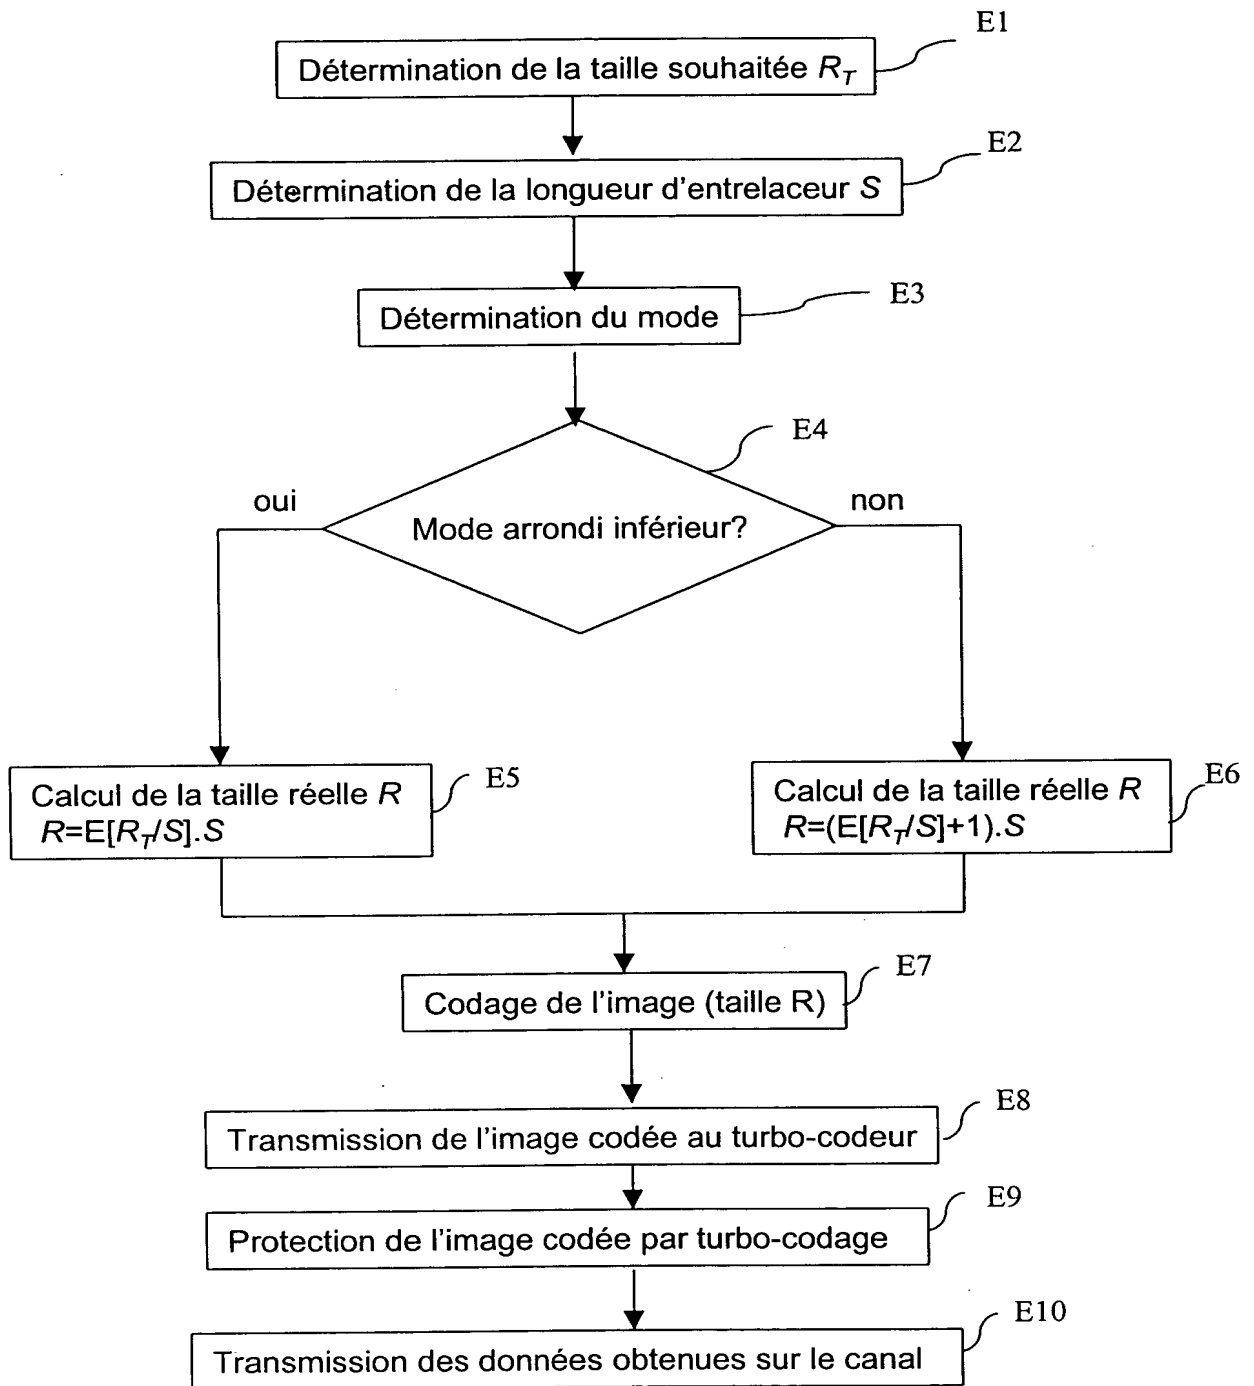 E1
Détermination de la taille souhaitée R_T
E2
Détermination de la longueur d'entrelaceur S
E3
Détermination du mode
E4
oui
non
Mode arrondi inférieur?
E5
Calcul de la taille réelle R
R=E[R_T/S].S
E6
Calcul de la taille réelle R
R=(E[R_T/S]+1).S
E7
Codage de l'image (taille R)
E8
Transmission de l'image codée au turbo-codeur
E9
Protection de l'image codée par turbo-codage
E10
Transmission des données obtenues sur le canal